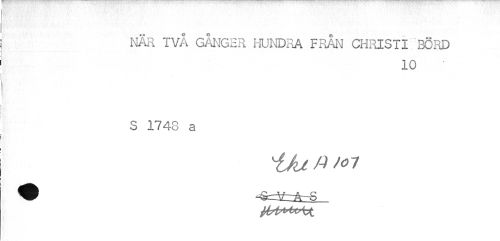 NÄR TVÅ GÅNGER HUNDRA FRÅN CHRISTI BÖRD
10
S 1748 a
Eke A 107
S V A S